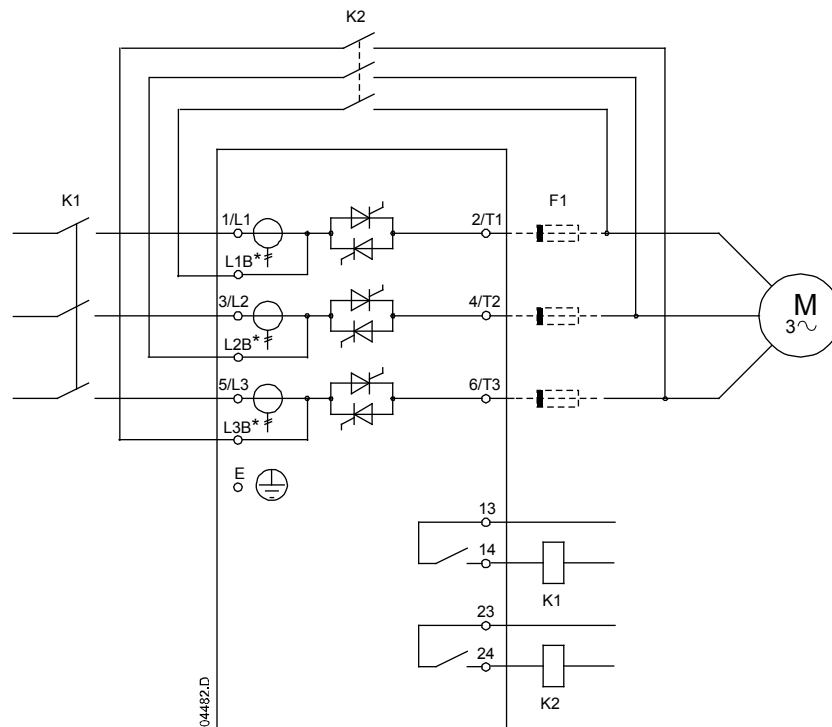 K2
K1
F1
1/L1
2/T1
L1B*
3/L2
4/T2
L2B*
M
3
5/L3
6/T3
L3B*
E
13
14
K1
23
24
K2
04482.D